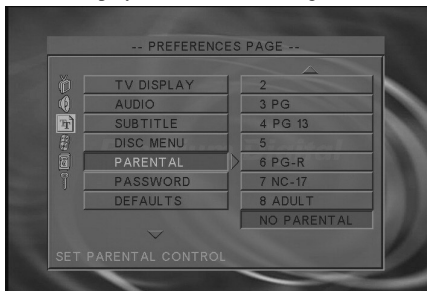 -- PREFERENCES PAGE --
TV DISPLAY
AUDIO
SUBTITLE
DISC MENU
PARENTAL
PASSWORD
DEFAULTS
2
3 PG
4 PG 13
5
6 PG-R
7 NC-17
8 ADULT
NO PARENTAL
SET PARENTAL CONTROL